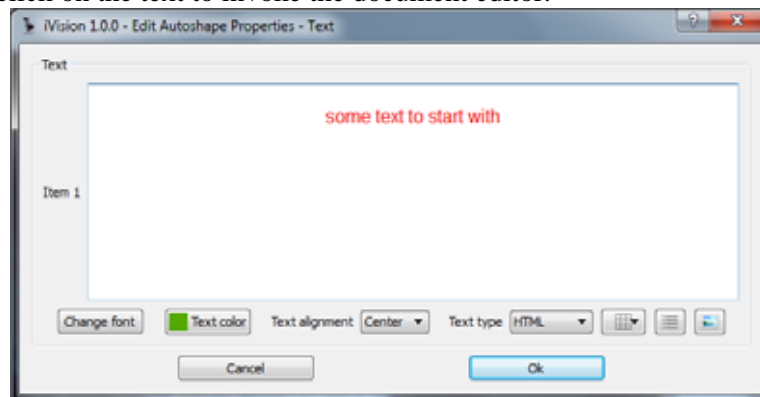 click on the text to invoke the document editor.
iVision 1.0.0 - Edit Autoshape Properties - Text
Text
some text to start with
Item 1
Change font Text color Text alignment Center Text type HTML
Cancel Ok